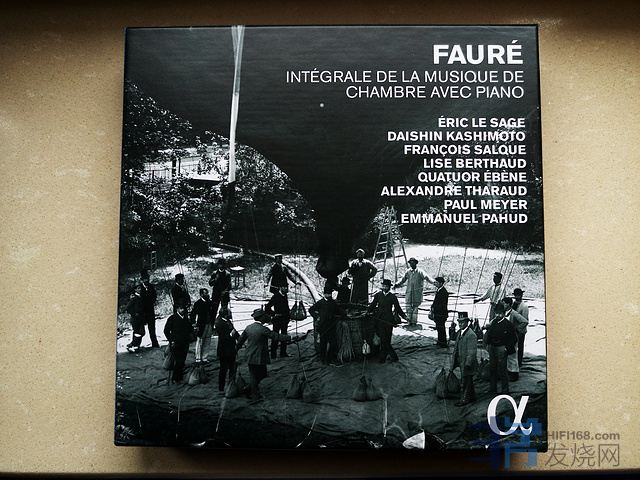 FAURÉ
INTÉGRALE DE LA MUSIQUE DE
CHAMBRE AVEC PIANO
ÉRIC LE SAGE
DAISHIN KASHIMOTO
FRANÇOIS SALQUE
LISE BERTHAUD
QUATUOR ÉBÈNE
ALEXANDRE THARAUD
PAUL MEYER
EMMANUEL PAHUD
α
HIFI168.com
发烧网